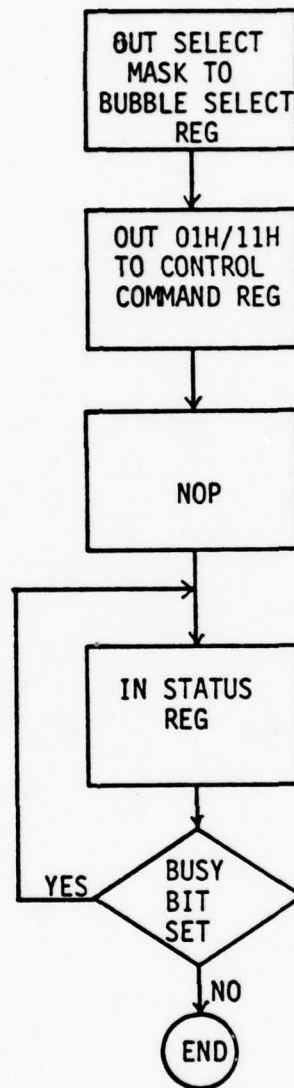 OUT SELECT
MASK TO
BUBBLE SELECT
REG
OUT 01H/11H
TO CONTROL
COMMAND REG
NOP
IN STATUS
REG
YES
BUSY
BIT
SET
NO
END